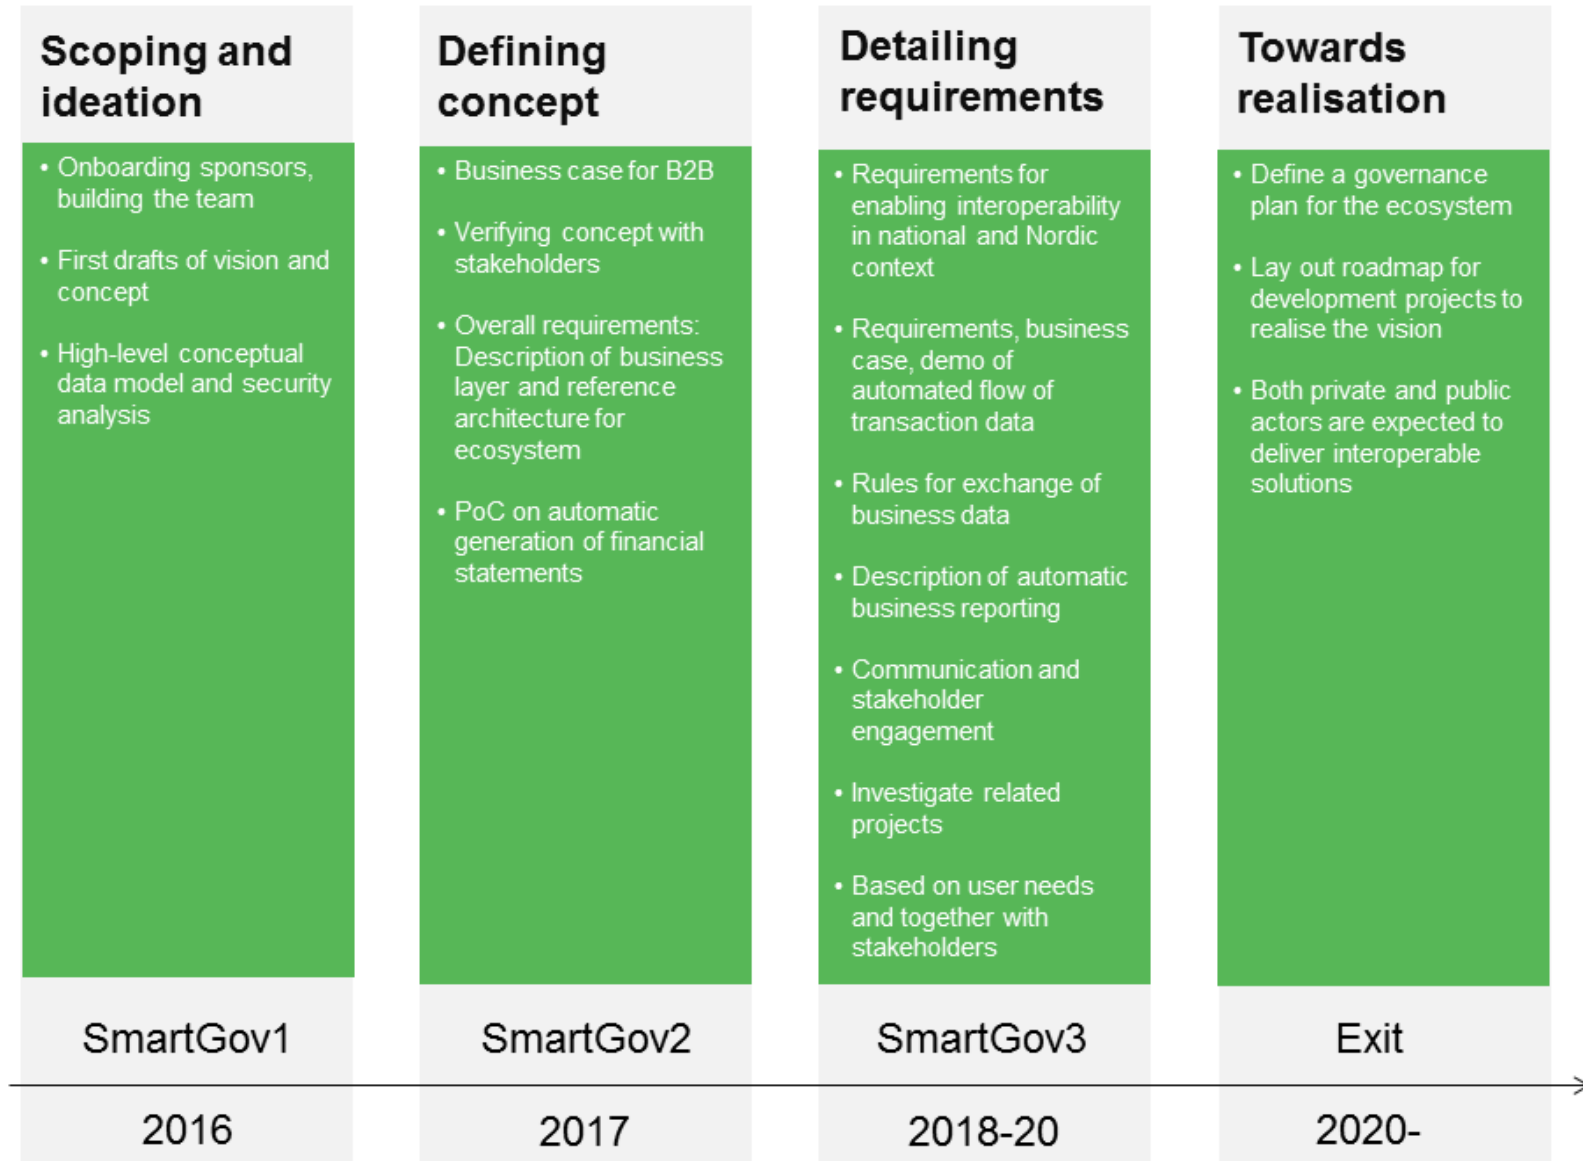 Scoping and
ideation
• Onboarding sponsors,
building the team
• First drafts of vision and
concept
• High-level conceptual
data model and security
analysis
SmartGov1
2016
Defining
concept
• Business case for B2B
• Verifying concept with
stakeholders
• Overall requirements:
Description of business
layer and reference
architecture for
ecosystem
• PoC on automatic
generation of financial
statements
SmartGov2
2017
Detailing
requirements
• Requirements for
enabling interoperability
in national and Nordic
context
• Requirements, business
case, demo of
automated flow of
transaction data
• Rules for exchange of
business data
• Description of automatic
business reporting
• Communication and
stakeholder
engagement
• Investigate related
projects
• Based on user needs
and together with
stakeholders
SmartGov3
2018-20
Towards
realisation
• Define a governance
plan for the ecosystem
• Lay out roadmap for
development projects to
realise the vision
• Both private and public
actors are expected to
deliver interoperable
solutions
Exit
2020-